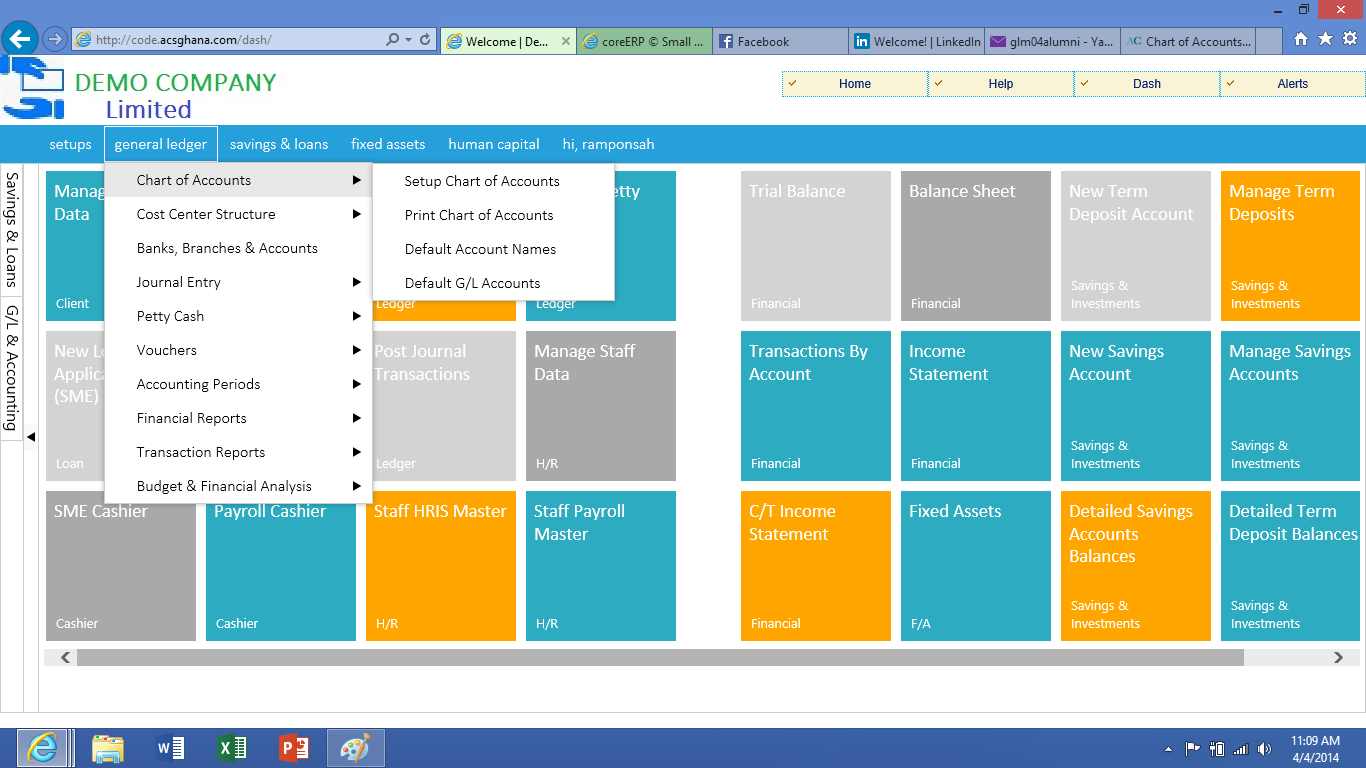 http://code.acsghana.com/dash/
Welcome | De...
coreERP © Small ...
Facebook
Welcome! | LinkedIn
glm04alumni - Ya...
AC Chart of Accounts...
DEMO COMPANY
Limited
Home
Help
Dash
Alerts
setups
general ledger
savings & loans
fixed assets
human capital
hi, ramponsah
Savings & Loans
G/L & Accounting
Chart of Accounts
Cost Center Structure
Banks, Branches & Accounts
Journal Entry
Petty Cash
Vouchers
Accounting Periods
Financial Reports
Transaction Reports
Budget & Financial Analysis
Setup Chart of Accounts
Print Chart of Accounts
Default Account Names
Default G/L Accounts
Data
Client
Ledger
Ledger
Trial Balance
Financial
Balance Sheet
Financial
New Term
Deposit Account
Savings &
Investments
Manage Term
Deposits
Savings &
Investments
New
(SME)
Loan
Post Journal
Transactions
Ledger
Manage Staff
Data
H/R
Transactions By
Account
Financial
Income
Statement
Financial
New Savings
Account
Savings &
Investments
Manage Savings
Accounts
Savings &
Investments
SME Cashier
Cashier
Payroll Cashier
Cashier
Staff HRIS Master
H/R
Staff Payroll
Master
H/R
C/T Income
Statement
Financial
Fixed Assets
F/A
Detailed Savings
Accounts
Balances
Savings &
Investments
Detailed Term
Deposit Balances
Savings &
Investments
11:09 AM
4/4/2014